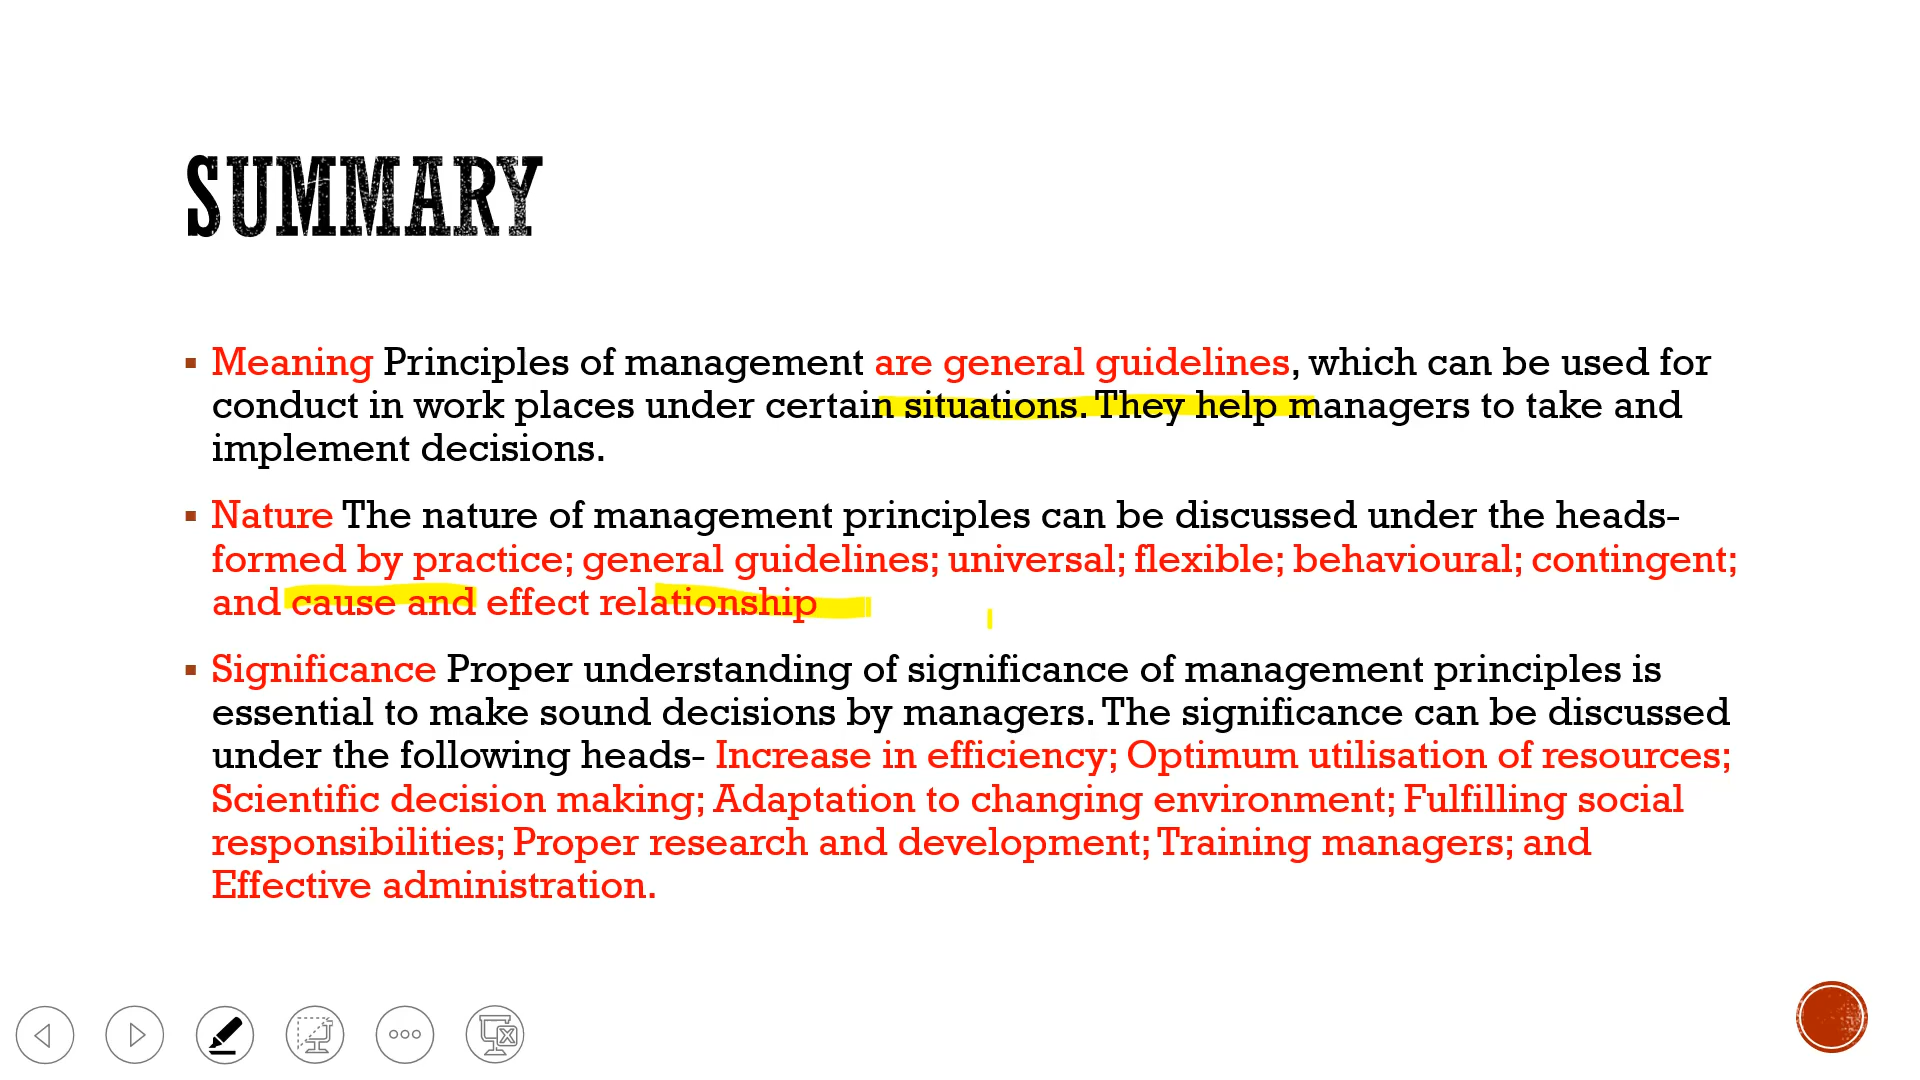 SUMMARY
▪ Meaning Principles of management are general guidelines, which can be used for
conduct in work places under certain situations. They help managers to take and
implement decisions.
▪ Nature The nature of management principles can be discussed under the heads-
formed by practice; general guidelines; universal; flexible; behavioural; contingent;
and cause and effect relationship
▪ Significance Proper understanding of significance of management principles is
essential to make sound decisions by managers. The significance can be discussed
under the following heads- Increase in efficiency; Optimum utilisation of resources;
Scientific decision making; Adaptation to changing environment; Fulfilling social
responsibilities; Proper research and development; Training managers; and
Effective administration.